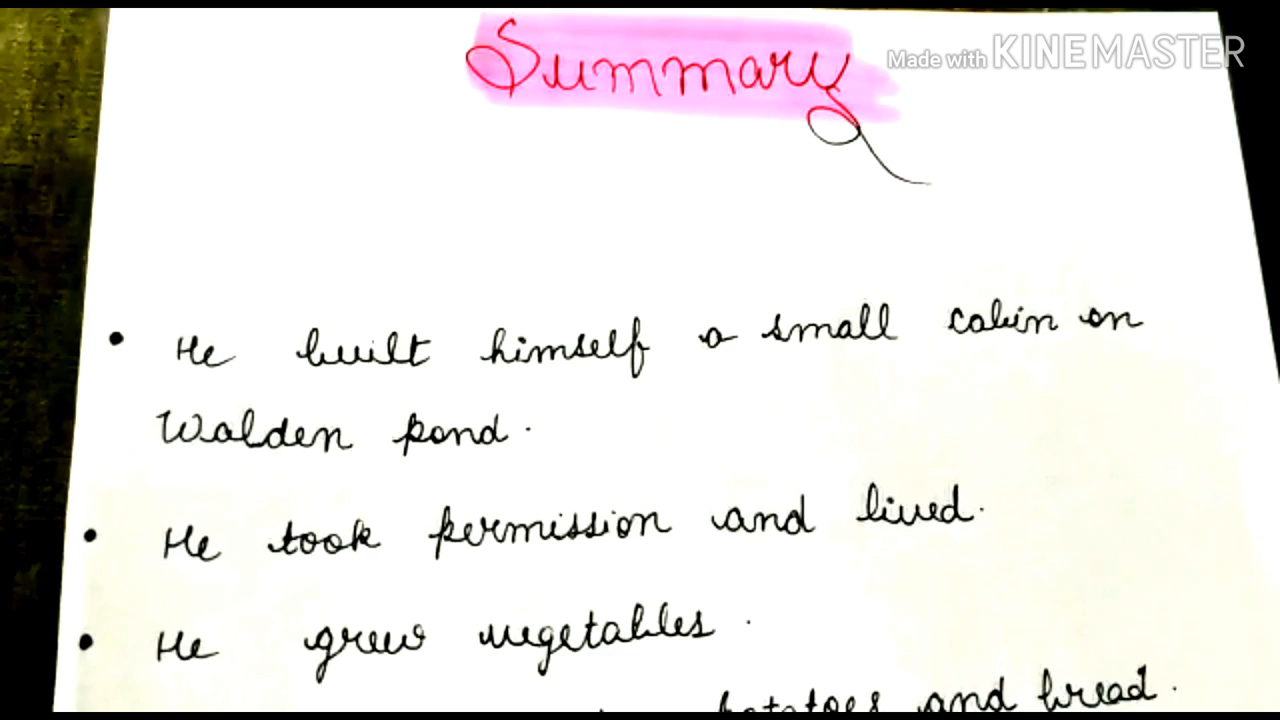 Summary
Made with KINEMASTER
• He built himself a small cabin on
Walden pond.
• He took permission and lived.
• He grew vegetables.
potatoes and bread.